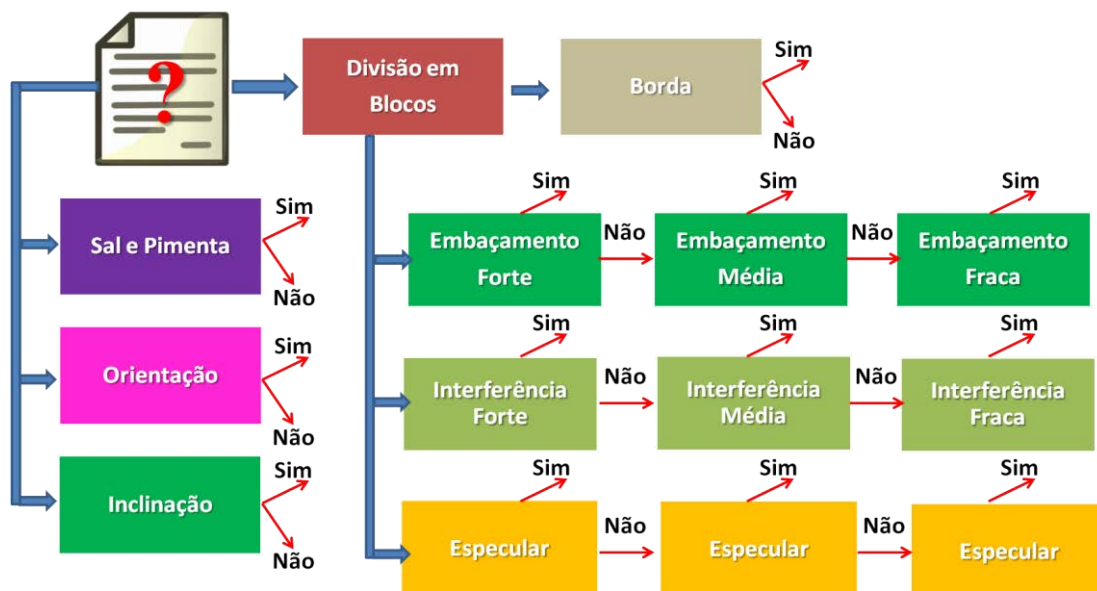 ?
Divisão em
Blocos
Borda
Sim
Não
Sal e Pimenta
Sim
Não
Orientação
Sim
Não
Inclinação
Sim
Não
Sim
Sim
Sim
Embaçamento
Forte
Não
Embaçamento
Média
Não
Embaçamento
Fraca
Sim
Sim
Sim
Interferência
Forte
Não
Interferência
Média
Não
Interferência
Fraca
Sim
Sim
Sim
Especular
Não
Especular
Não
Especular